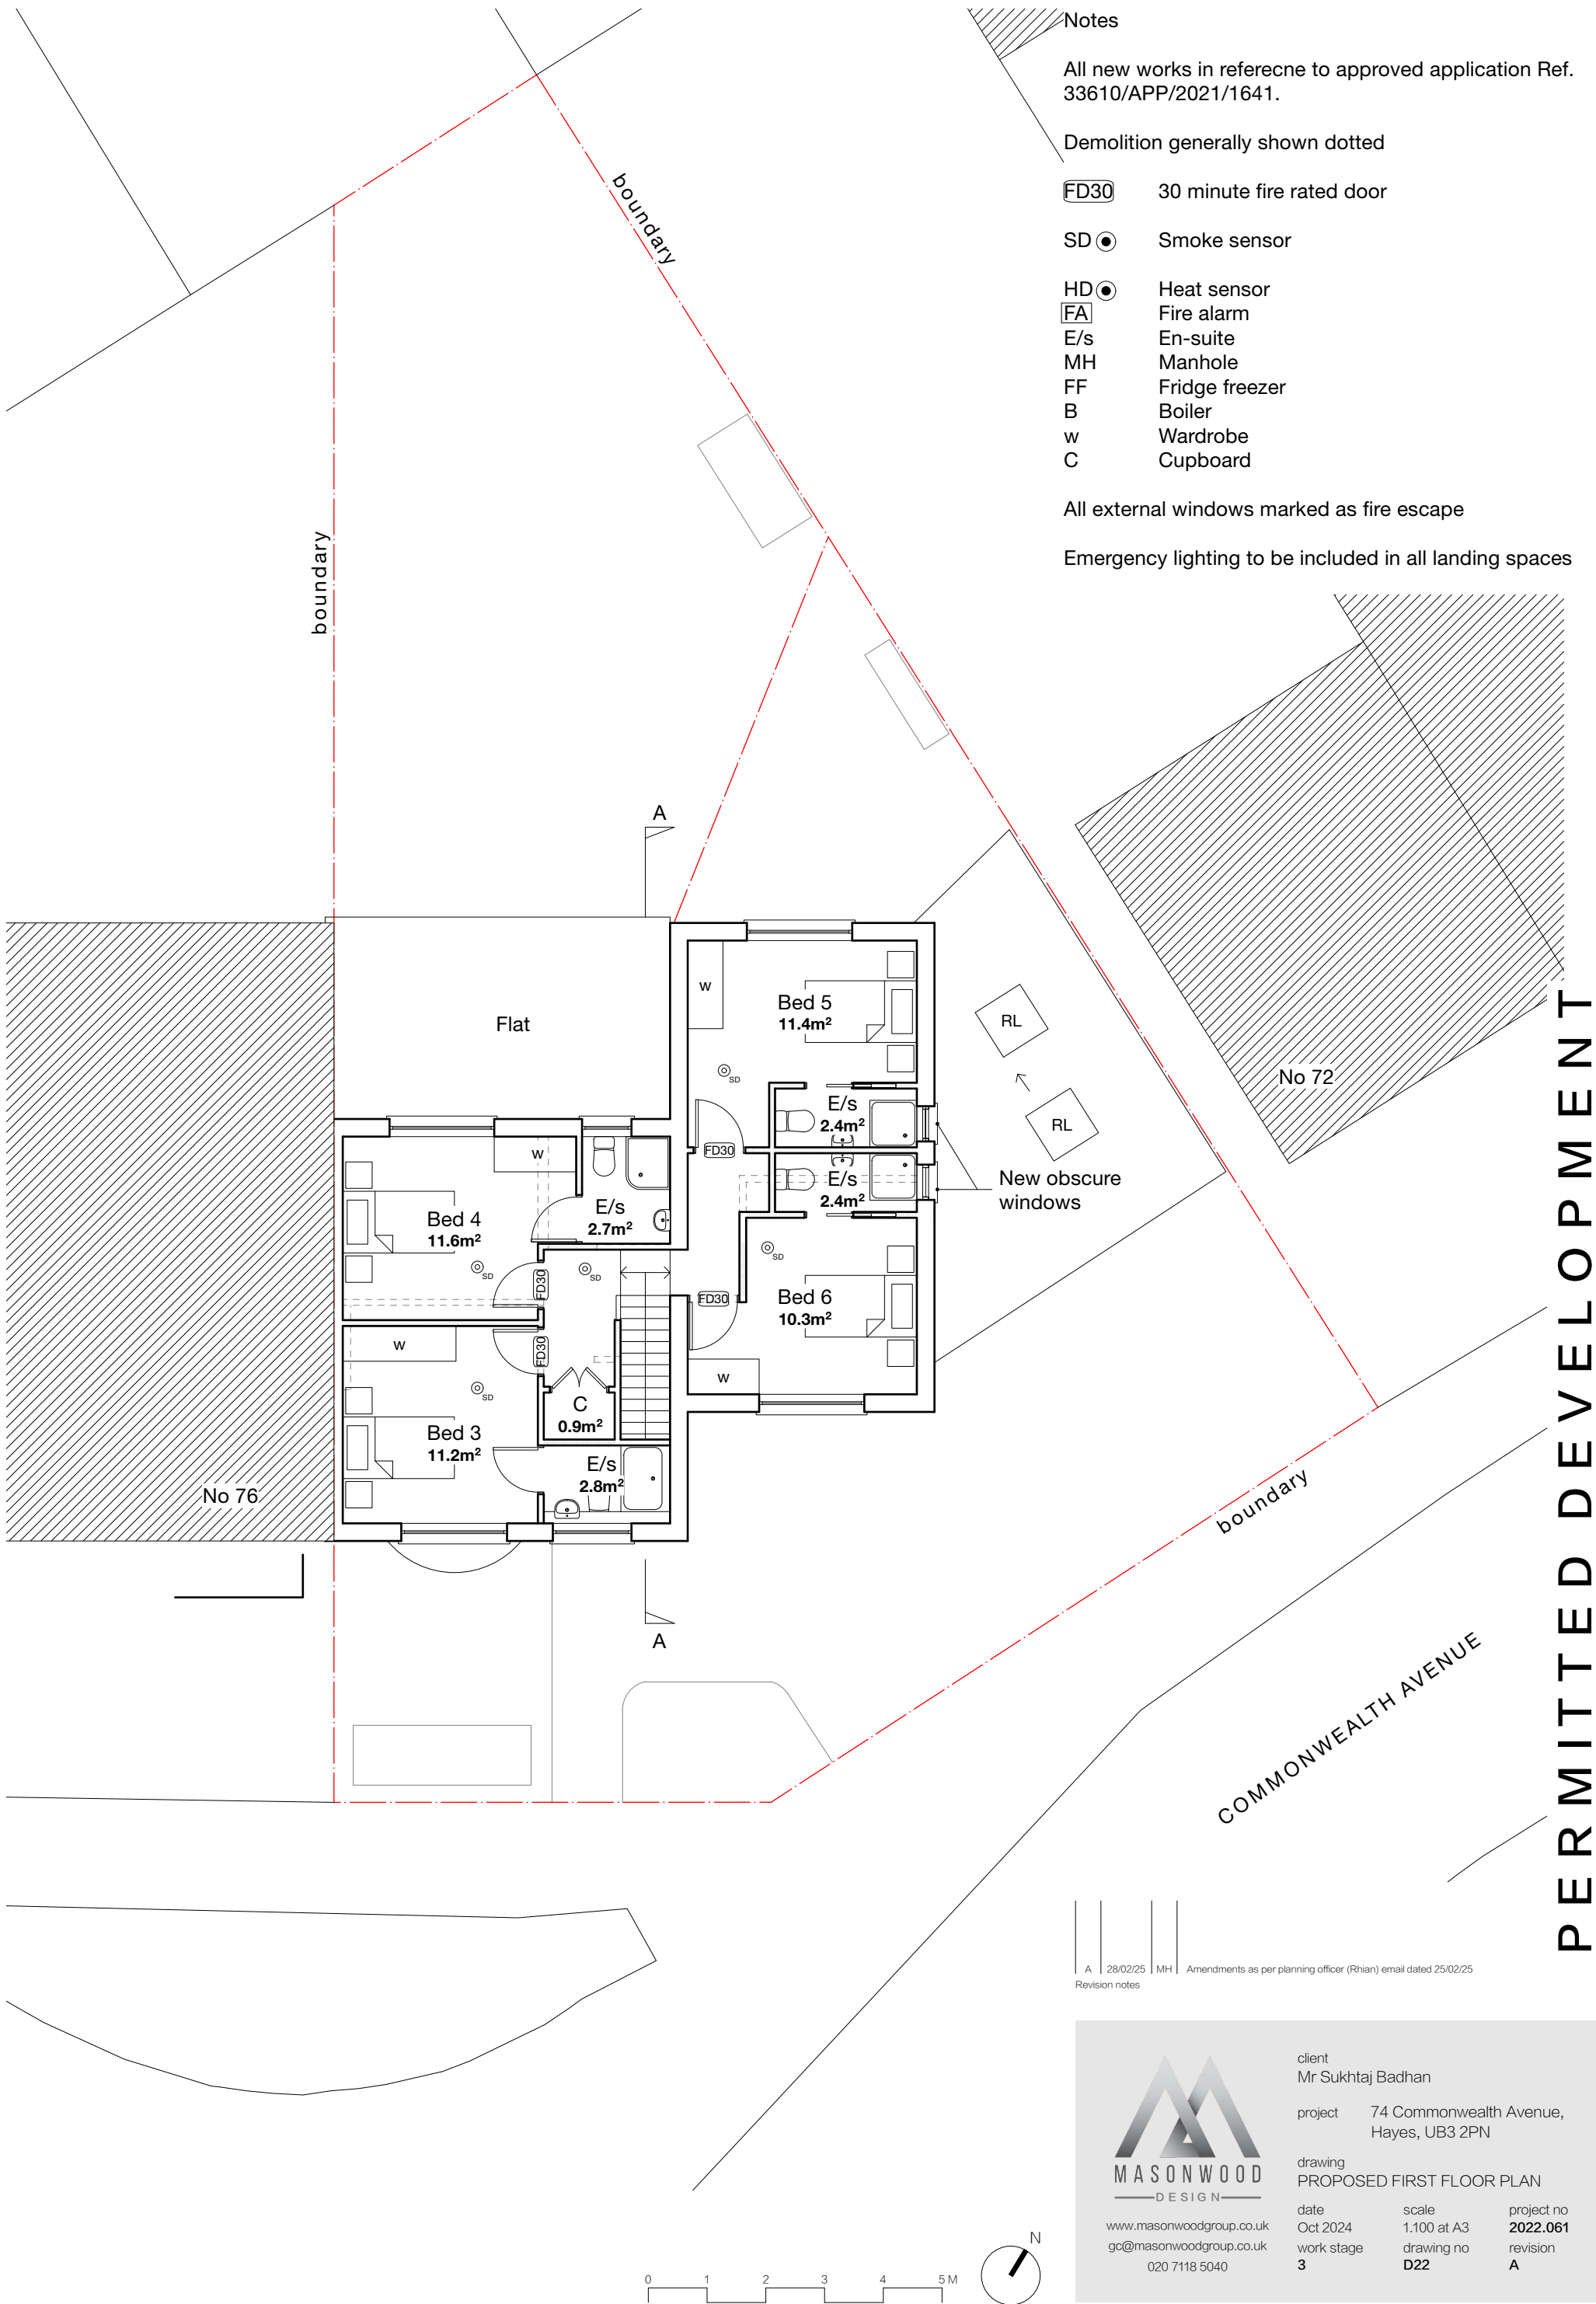 Notes
All new works in referecne to approved application Ref.
33610/APP/2021/1641.
Demolition generally shown dotted
FD30 30 minute fire rated door
SD Smoke sensor
HD Heat sensor
FA Fire alarm
E/s En-suite
MH Manhole
FF Fridge freezer
B Boiler
w Wardrobe
C Cupboard
All external windows marked as fire escape
Emergency lighting to be included in all landing spaces
boundary
boundary
A
Flat
w
Bed 5
11.4m²
SD
RL
RL
No 72
E/s
2.4m²
FD30
E/s
2.4m²
New obscure
windows
w
E/s
2.7m²
Bed 4
11.6m²
SD
FD30
SD
SD
FD30
Bed 6
10.3m²
w
FD30
w
SD
C
0.9m²
Bed 3
11.2m²
E/s
2.8m²
No 76
A
boundary
COMMONWEALTH AVENUE
PERMITTED DEVELOPMENT
A 28/02/25 MH Amendments as per planning officer (Rhian) email dated 25/02/25
Revision notes
MASONWOOD
DESIGN
www.masonwoodgroup.co.uk
gc@masonwoodgroup.co.uk
020 7118 5040
client
Mr Sukhtaj Badhan
project 74 Commonwealth Avenue,
Hayes, UB3 2PN
drawing
PROPOSED FIRST FLOOR PLAN
date scale project no
Oct 2024 1.100 at A3 2022.061
work stage drawing no revision
3 D22 A
N
0 1 2 3 4 5 M